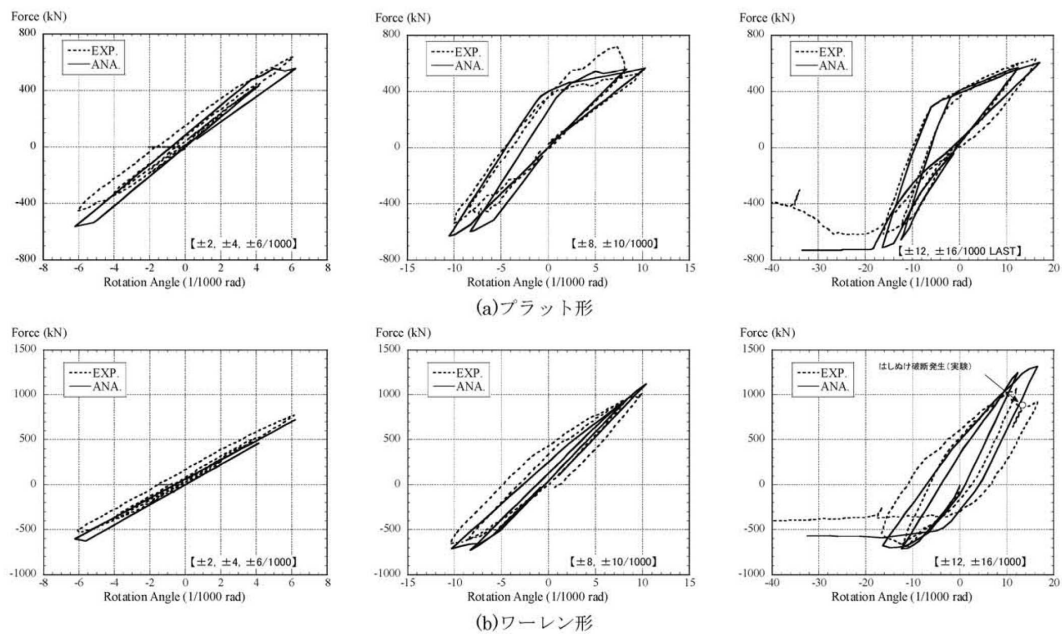 Force (kN)
800
400
0
-400
-800
EXP.
ANA.
【±2, ±4, ±6/1000】
-8 -6 -4 -2 0 2 4 6 8
Rotation Angle (1/1000 rad)
Force (kN)
800
400
0
-400
-800
EXP.
ANA.
【±8, ±10/1000】
-15 -10 -5 0 5 10 15
Rotation Angle (1/1000 rad)
Force (kN)
800
400
0
-400
-800
EXP.
ANA.
【±12, ±16/1000 LAST】
-40 -30 -20 -10 0 10 20
Rotation Angle (1/1000 rad)
(a)プラット形
Force (kN)
1500
1000
500
0
-500
-1000
EXP.
ANA.
【±2, ±4, ±6/1000】
-8 -6 -4 -2 0 2 4 6 8
Rotation Angle (1/1000 rad)
Force (kN)
1500
1000
500
0
-500
-1000
EXP.
ANA.
【±8, ±10/1000】
-15 -10 -5 0 5 10 15
Rotation Angle (1/1000 rad)
Force (kN)
1500
1000
500
0
-500
-1000
EXP.
ANA.
はしぬけ破断発生(実験)
【±12, ±16/1000】
-40 -30 -20 -10 0 10 20
Rotation Angle (1/1000 rad)
(b)ワーレン形